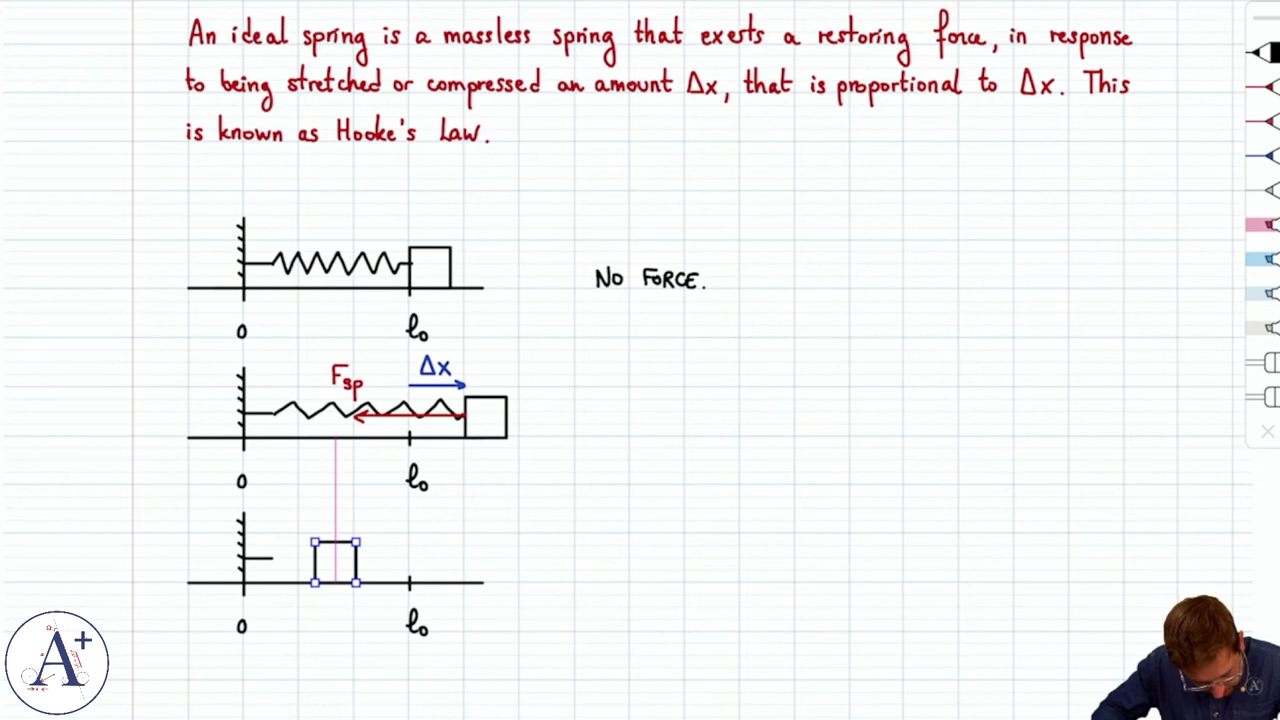 An ideal spring is a massless spring that exerts a restoring force, in response
to being stretched or compressed an amount Δx, that is proportional to Δx. This
is known as Hooke's Law.
No FORCE.
0 l₀
Δx
Fsp
0 l₀
0 l₀
A+
A+